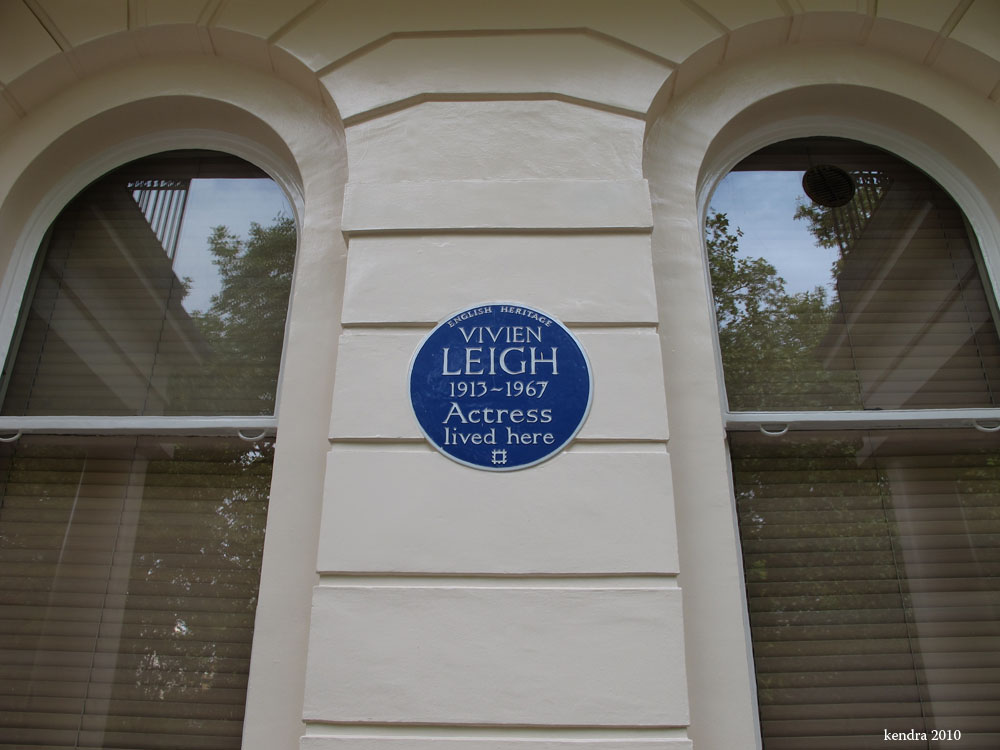 ENGLISH HERITAGE
VIVIEN
LEIGH
1913~1967
Actress
lived here
kendra 2010